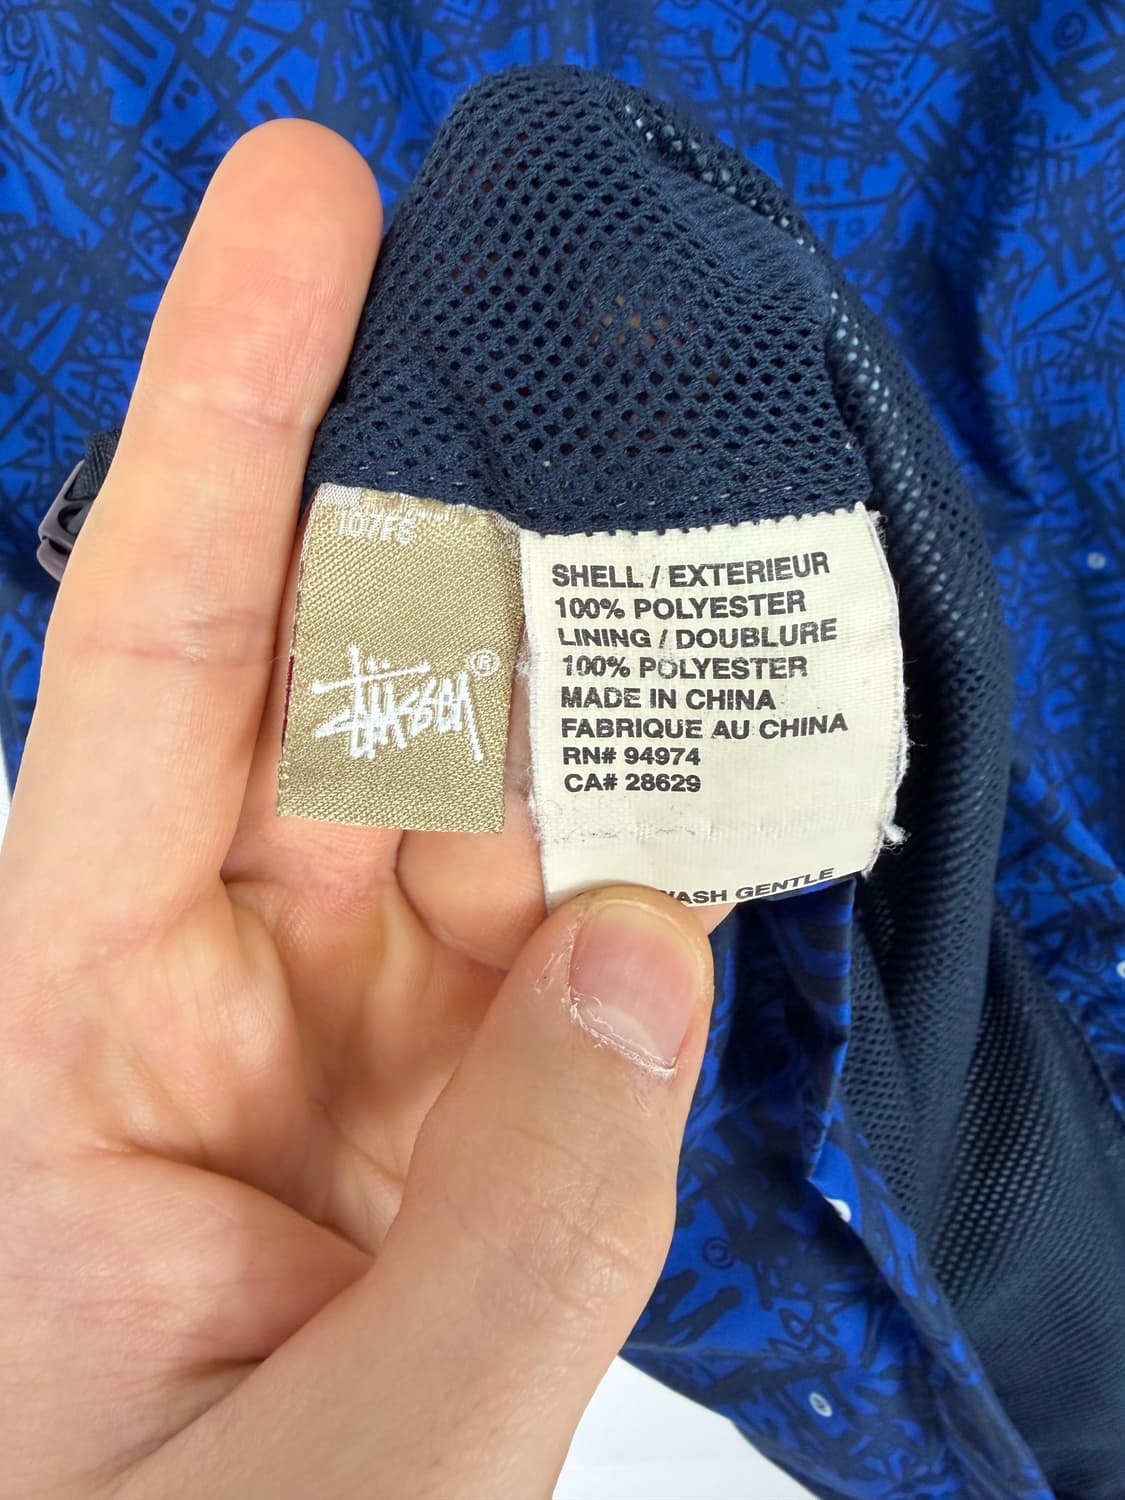 107FS
Stüssy ®
SHELL / EXTERIEUR
100% POLYESTER
LINING / DOUBLURE
100% POLYESTER
MADE IN CHINA
FABRIQUE AU CHINA
RN# 94974
CA# 28629
WASH GENTLE